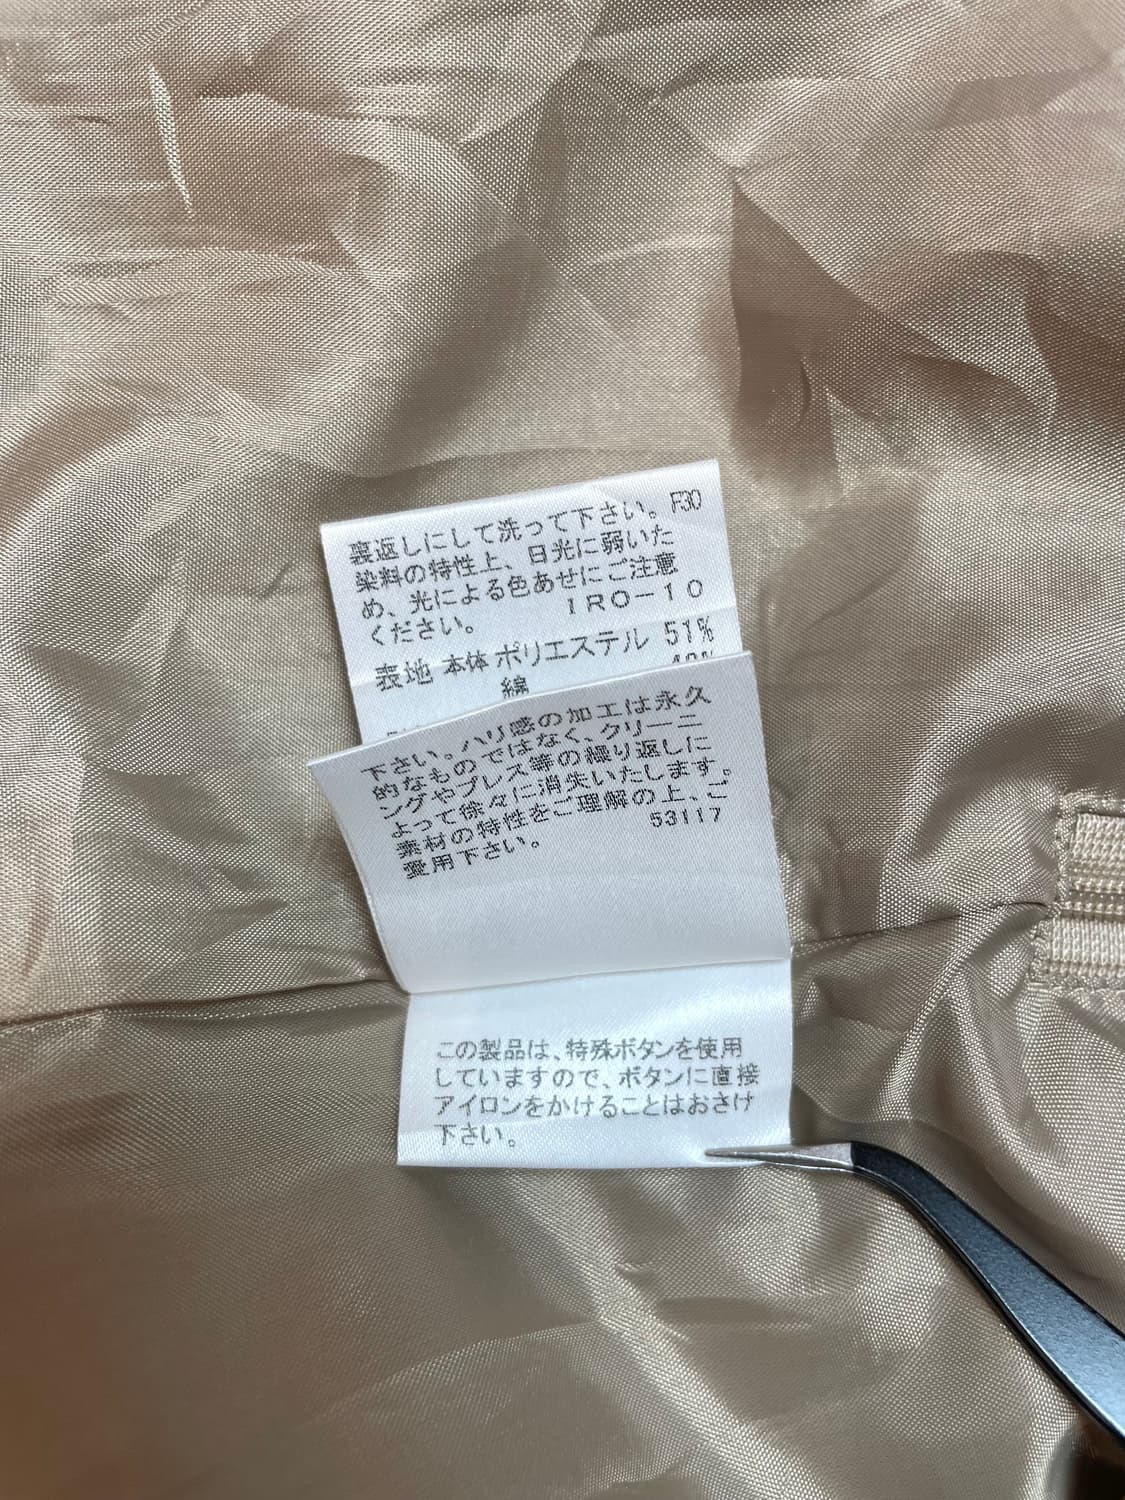 裏返しにして洗って下さい。F30
染料の特性上、日光に弱いた
め、光による色あせにご注意
ください。 IRO-10
表地 本体 ポリエステル 51%
綿
下さい。ハリ感の加工は永久
的なものではなく、クリーニ
ングやプレス等の繰り返しに
よって徐々に消失いたします。
素材の特性をご理解の上、ご
愛用下さい。 53117
この製品は、特殊ボタンを使用
していますので、ボタンに直接
アイロンをかけることはおさけ
下さい。